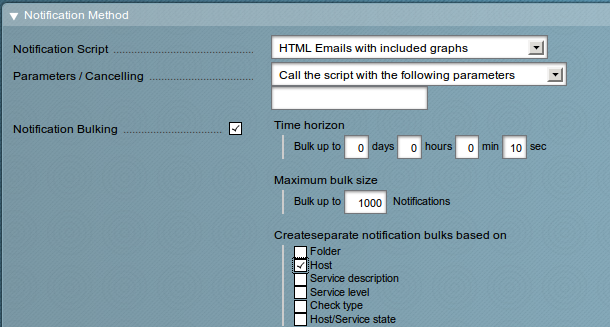 Notification Method
Notification Script HTML Emails with included graphs
Parameters / Cancelling Call the script with the following parameters
Notification Bulking Time horizon
Bulk up to 0 days 0 hours 0 min 10 sec
Maximum bulk size
Bulk up to 1000 Notifications
Createseparate notification bulks based on
Folder
Host
Service description
Service level
Check type
Host/Service state